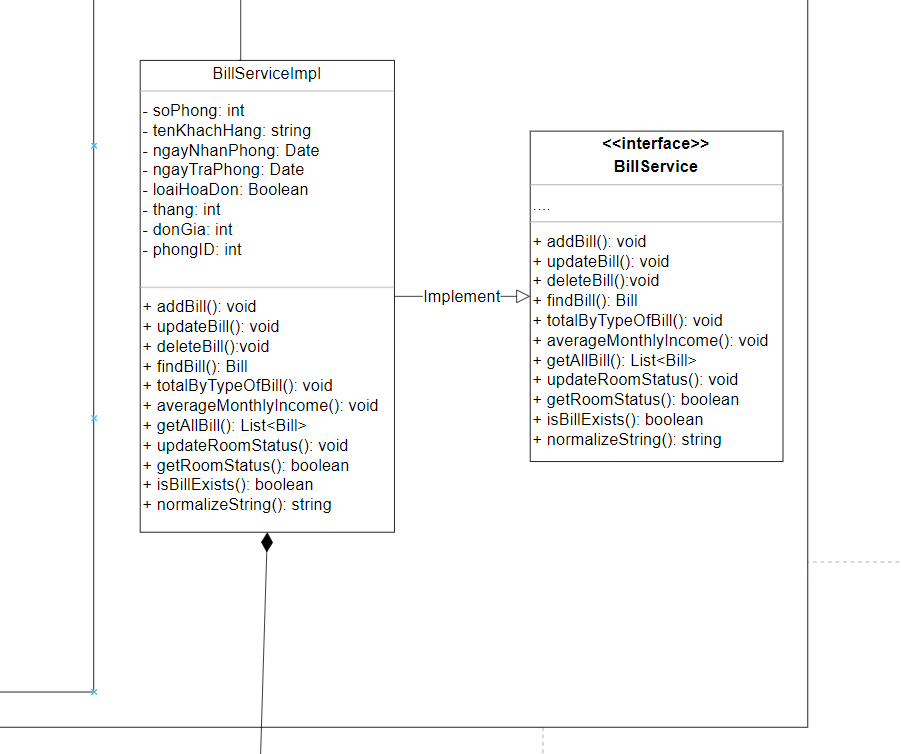 BillServiceImpl
- soPhong: int
- tenKhachHang: string
- ngayNhanPhong: Date
- ngayTraPhong: Date
- loaiHoaDon: Boolean
- thang: int
- donGia: int
- phongID: int
+ addBill(): void
+ updateBill(): void
+ deleteBill():void
+ findBill(): Bill
+ totalByTypeOfBill(): void
+ averageMonthlyIncome(): void
+ getAllBill(): List<Bill>
+ updateRoomStatus(): void
+ getRoomStatus(): boolean
+ isBillExists(): boolean
+ normalizeString(): string
Implement
<<interface>>
BillService
....
+ addBill(): void
+ updateBill(): void
+ deleteBill():void
+ findBill(): Bill
+ totalByTypeOfBill(): void
+ averageMonthlyIncome(): void
+ getAllBill(): List<Bill>
+ updateRoomStatus(): void
+ getRoomStatus(): boolean
+ isBillExists(): boolean
+ normalizeString(): string